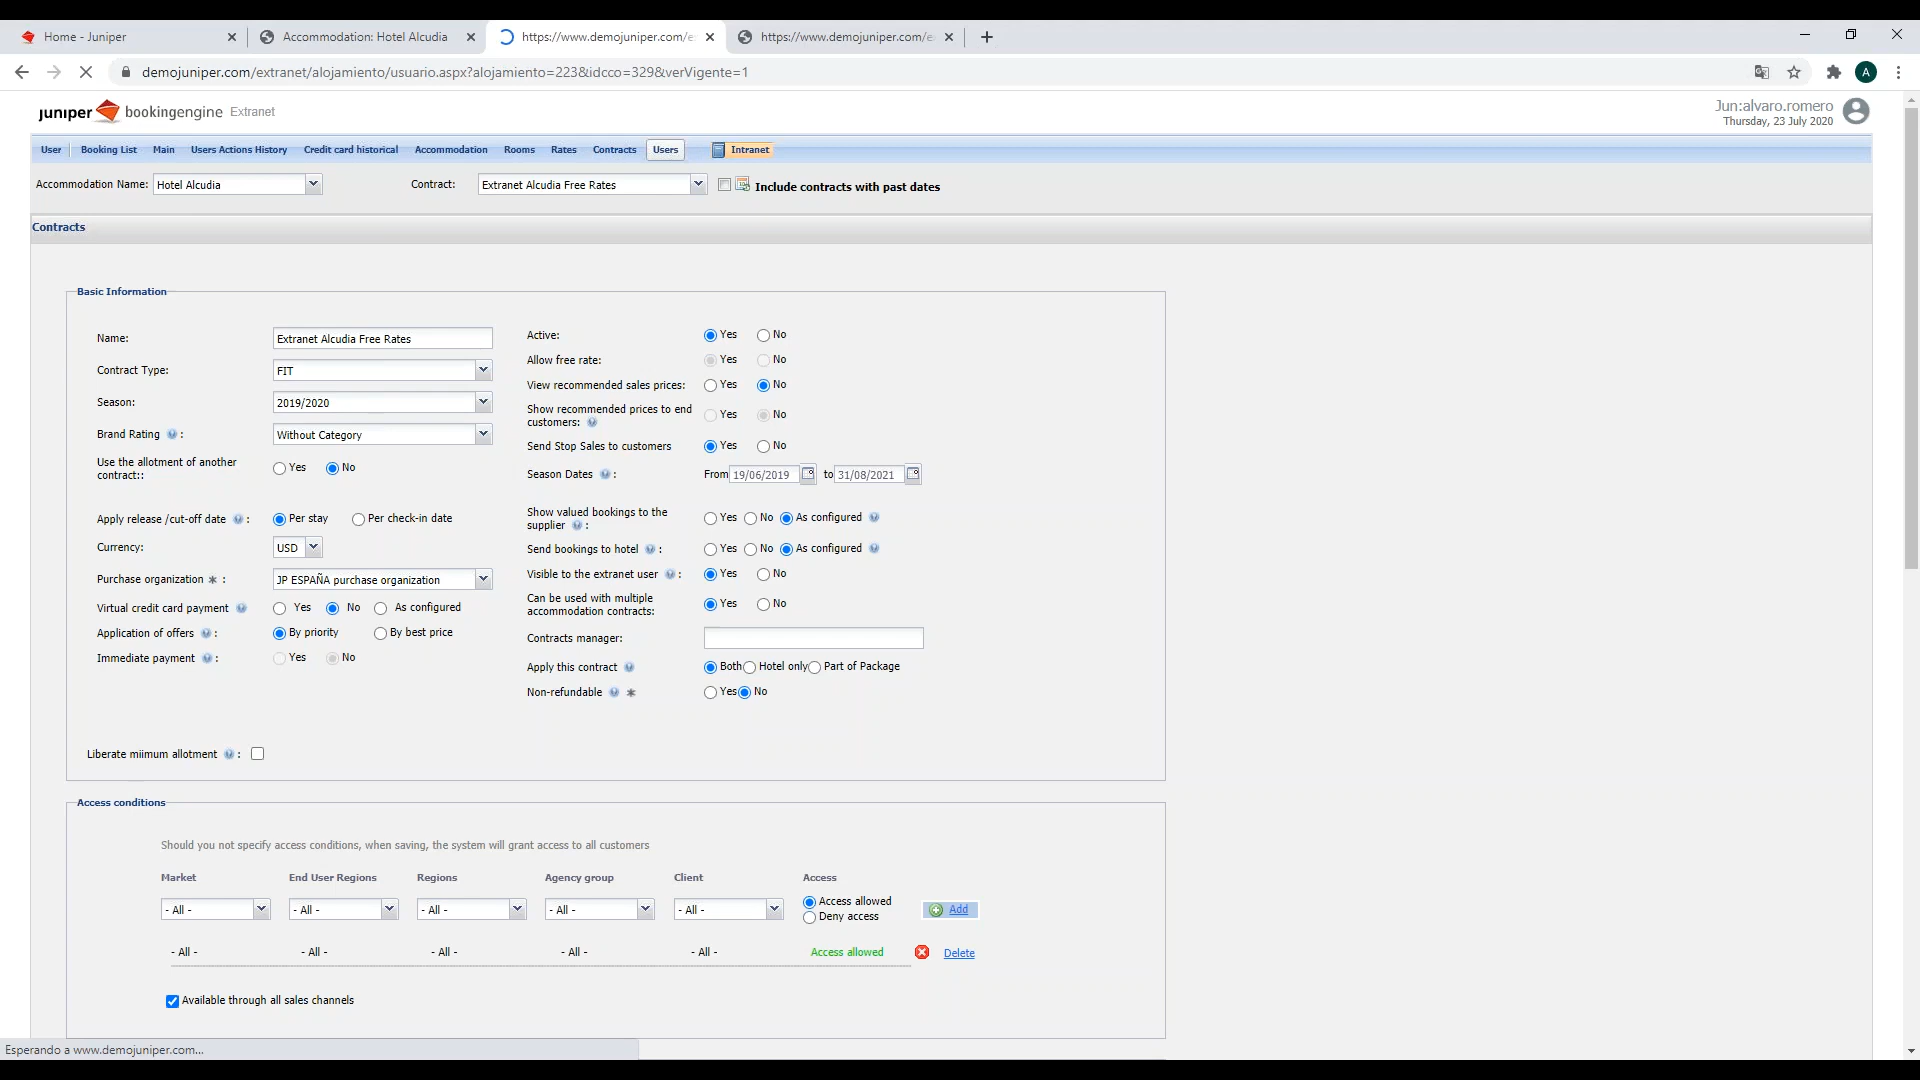 Home - Juniper
Accommodation: Hotel Alcudia
https://www.demojuniper.com/e
https://www.demojuniper.com/e
demojuniper.com/extranet/alojamiento/usuario.aspx?alojamiento=223&idcco=329&verVigente=1
A
juniper bookingengine Extranet
Jun:alvaro.romero
Thursday, 23 July 2020
User Booking List Main Users Actions History Credit card historical Accommodation Rooms Rates Contracts Users Intranet
Accommodation Name: Hotel Alcudia Contract: Extranet Alcudia Free Rates Include contracts with past dates
Contracts
Basic Information
Name: Extranet Alcudia Free Rates
Contract Type: FIT
Season: 2019/2020
Brand Rating : Without Category
Use the allotment of another
contract:: Yes No
Apply release /cut-off date : Per stay Per check-in date
Currency: USD
Purchase organization * : JP ESPAÑA purchase organization
Virtual credit card payment Yes No As configured
Application of offers : By priority By best price
Immediate payment : Yes No
Active: Yes No
Allow free rate: Yes No
View recommended sales prices: Yes No
Show recommended prices to end
customers: Yes No
Send Stop Sales to customers Yes No
Season Dates : From 19/06/2019 to 31/08/2021
Show valued bookings to the
supplier : Yes No As configured
Send bookings to hotel : Yes No As configured
Visible to the extranet user : Yes No
Can be used with multiple
accommodation contracts: Yes No
Contracts manager:
Apply this contract Both Hotel only Part of Package
Non-refundable * Yes No
Liberate miimum allotment :
Access conditions
Should you not specify access conditions, when saving, the system will grant access to all customers
Market End User Regions Regions Agency group Client Access
- All - - All - - All - - All - - All - Access allowed
Deny access
Add
- All - - All - - All - - All - - All - Access allowed Delete
Available through all sales channels
Esperando a www.demojuniper.com...